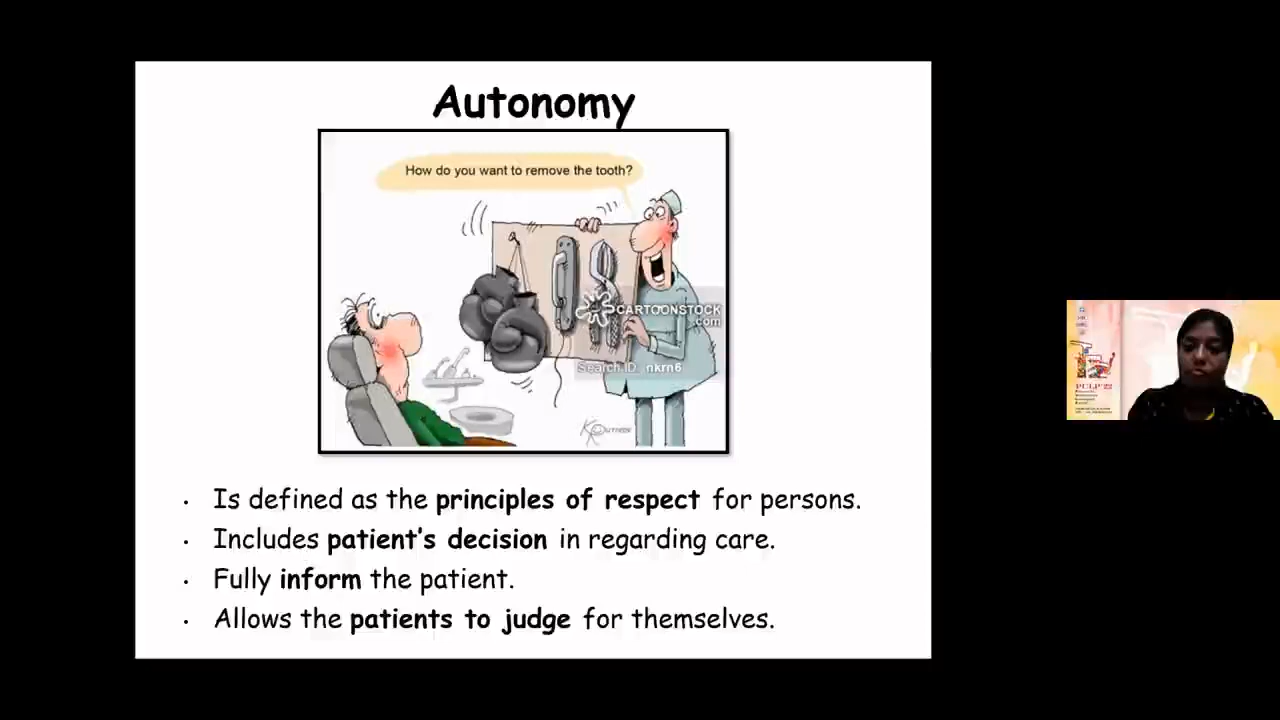 Autonomy
How do you want to remove the tooth?
CARTOONSTOCK
.com
Search ID: nkrn6
• Is defined as the principles of respect for persons.
• Includes patient's decision in regarding care.
• Fully inform the patient.
• Allows the patients to judge for themselves.
PULP'22